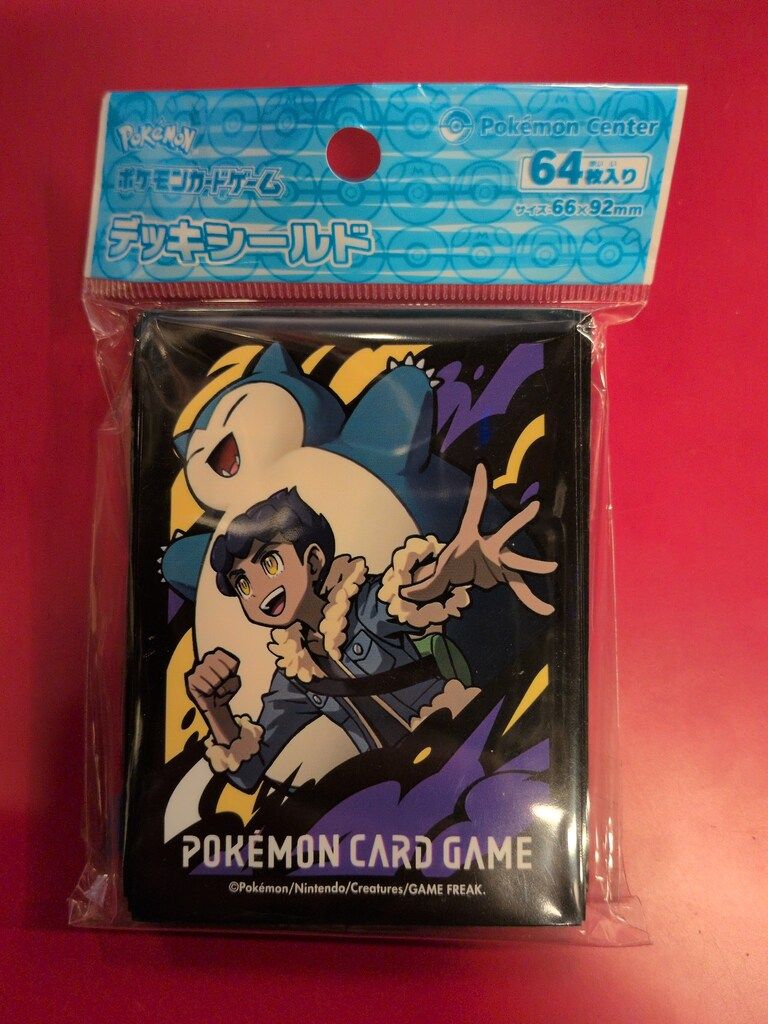 POKÉMON
ポケモンカードゲーム
デッキシールド
Pokémon Center
64枚入り
サイズ 66×92mm
POKÉMON CARD GAME
©Pokémon/Nintendo/Creatures/GAME FREAK.